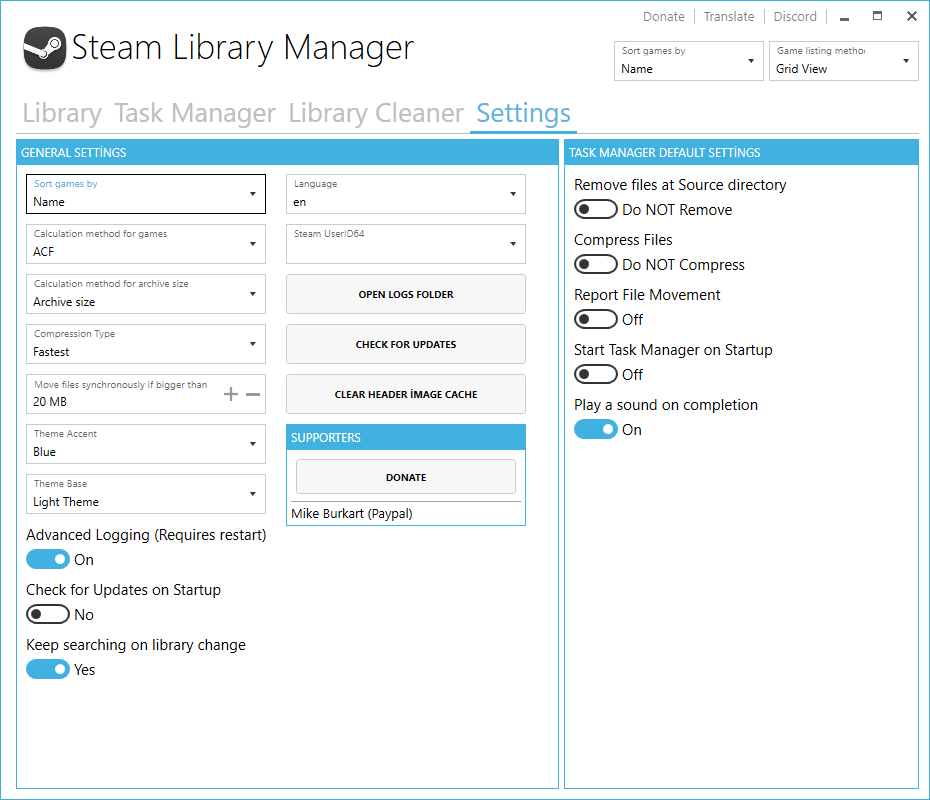 Donate
Translate
Discord
Steam Library Manager
Sort games by
Name
Game listing method
Grid View
Library
Task Manager
Library Cleaner
Settings
GENERAL SETİNGS
Sort games by
Name
Calculation method for games
ACF
Calculation method for archive size
Archive size
Compression Type
Fastest
Move files synchronously if bigger than
20 MB
Theme Accent
Blue
Theme Base
Light Theme
Advanced Logging (Requires restart)
On
Check for Updates on Startup
No
Keep searching on library change
Yes
Language
en
Steam UserID64
OPEN LOGS FOLDER
CHECK FOR UPDATES
CLEAR HEADER İMAGE CACHE
SUPPORTERS
DONATE
Mike Burkart (Paypal)
TASK MANAGER DEFAULT SETİNGS
Remove files at Source directory
Do NOT Remove
Compress Files
Do NOT Compress
Report File Movement
Off
Start Task Manager on Startup
Off
Play a sound on completion
On